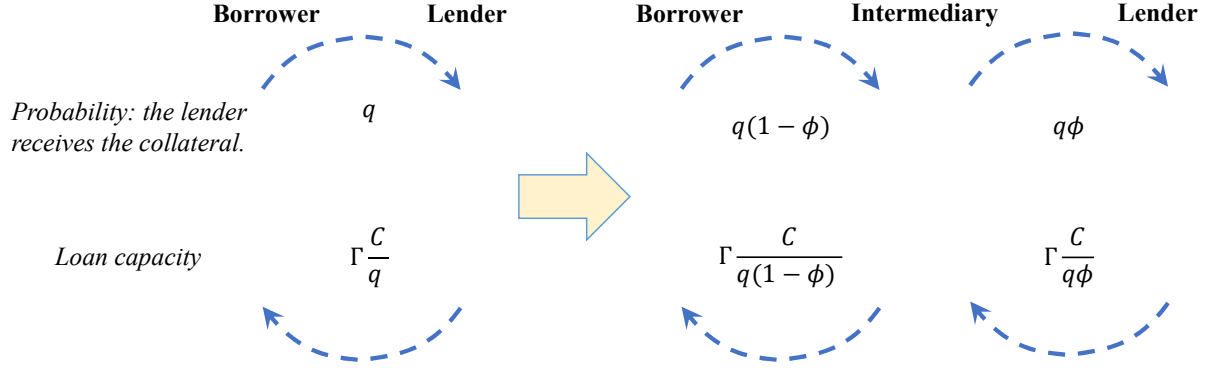 Borrower Lender Borrower Intermediary Lender
Probability: the lender q q(1 − ϕ) qϕ
receives the collateral.
Loan capacity Γ C/q Γ C/q(1 − ϕ) Γ C/qϕ